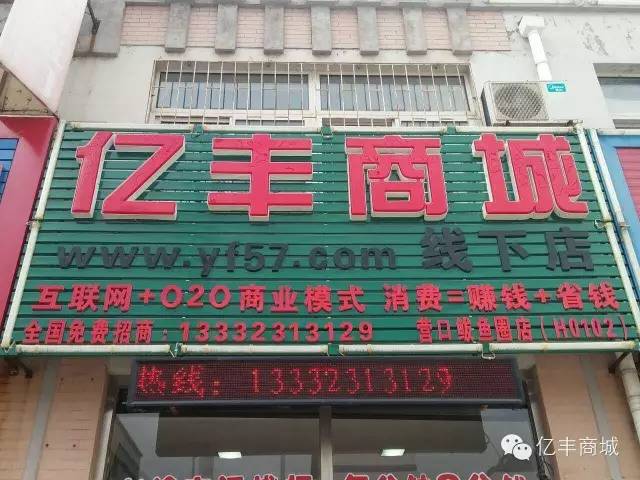 亿丰商城
www.yf57.com 线下店
互联网+O2O商业模式 消费=赚钱+省钱
全国免费招商:13332313129 营口鲅鱼圈店(H0102)
热线: 13332313129
亿丰商城